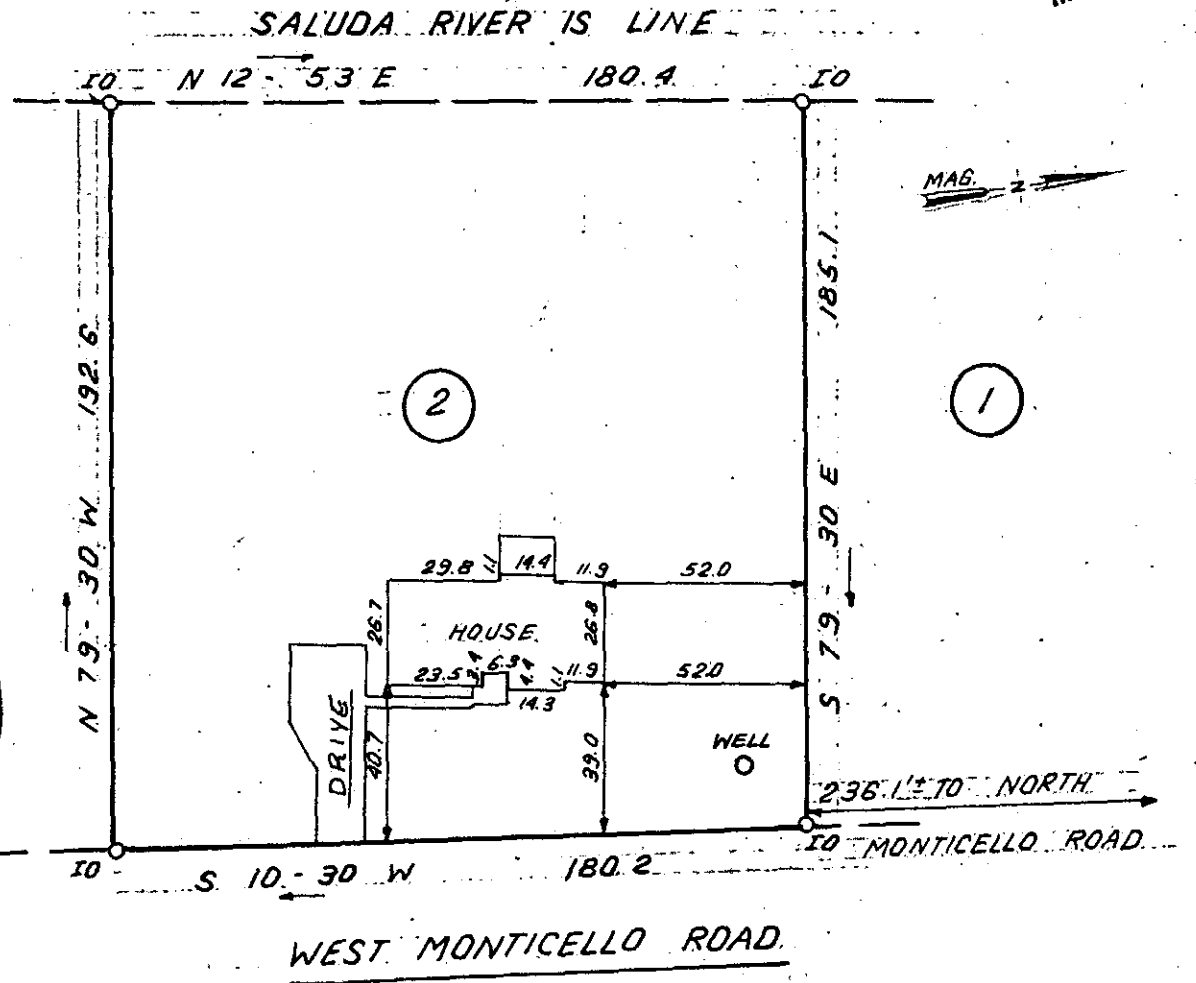 SALUDA RIVER IS LINE
IO N 12 - 53 E 180.4 IO
MAG. N
N 79 - 30 W 192.6
S 79 - 30 E 185.1
2
1
29.8 1.1 14.4 11.9 52.0
26.7 HOUSE 26.8
23.5 6.3 4.4 1.1 11.9 52.0
14.3
DRIVE 40.7 39.0 WELL
236.1'± TO NORTH
IO S 10 - 30 W 180.2 IO MONTICELLO ROAD
WEST MONTICELLO ROAD